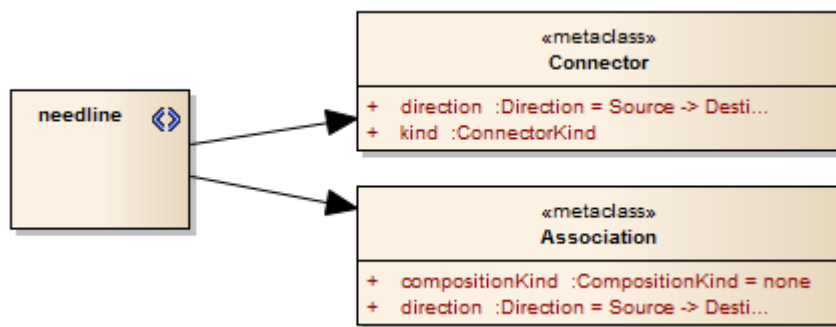 «metaclass»
Connector
+ direction :Direction = Source -> Desti...
+ kind :ConnectorKind
needline
«metaclass»
Association
+ compositionKind :CompositionKind = none
+ direction :Direction = Source -> Desti...